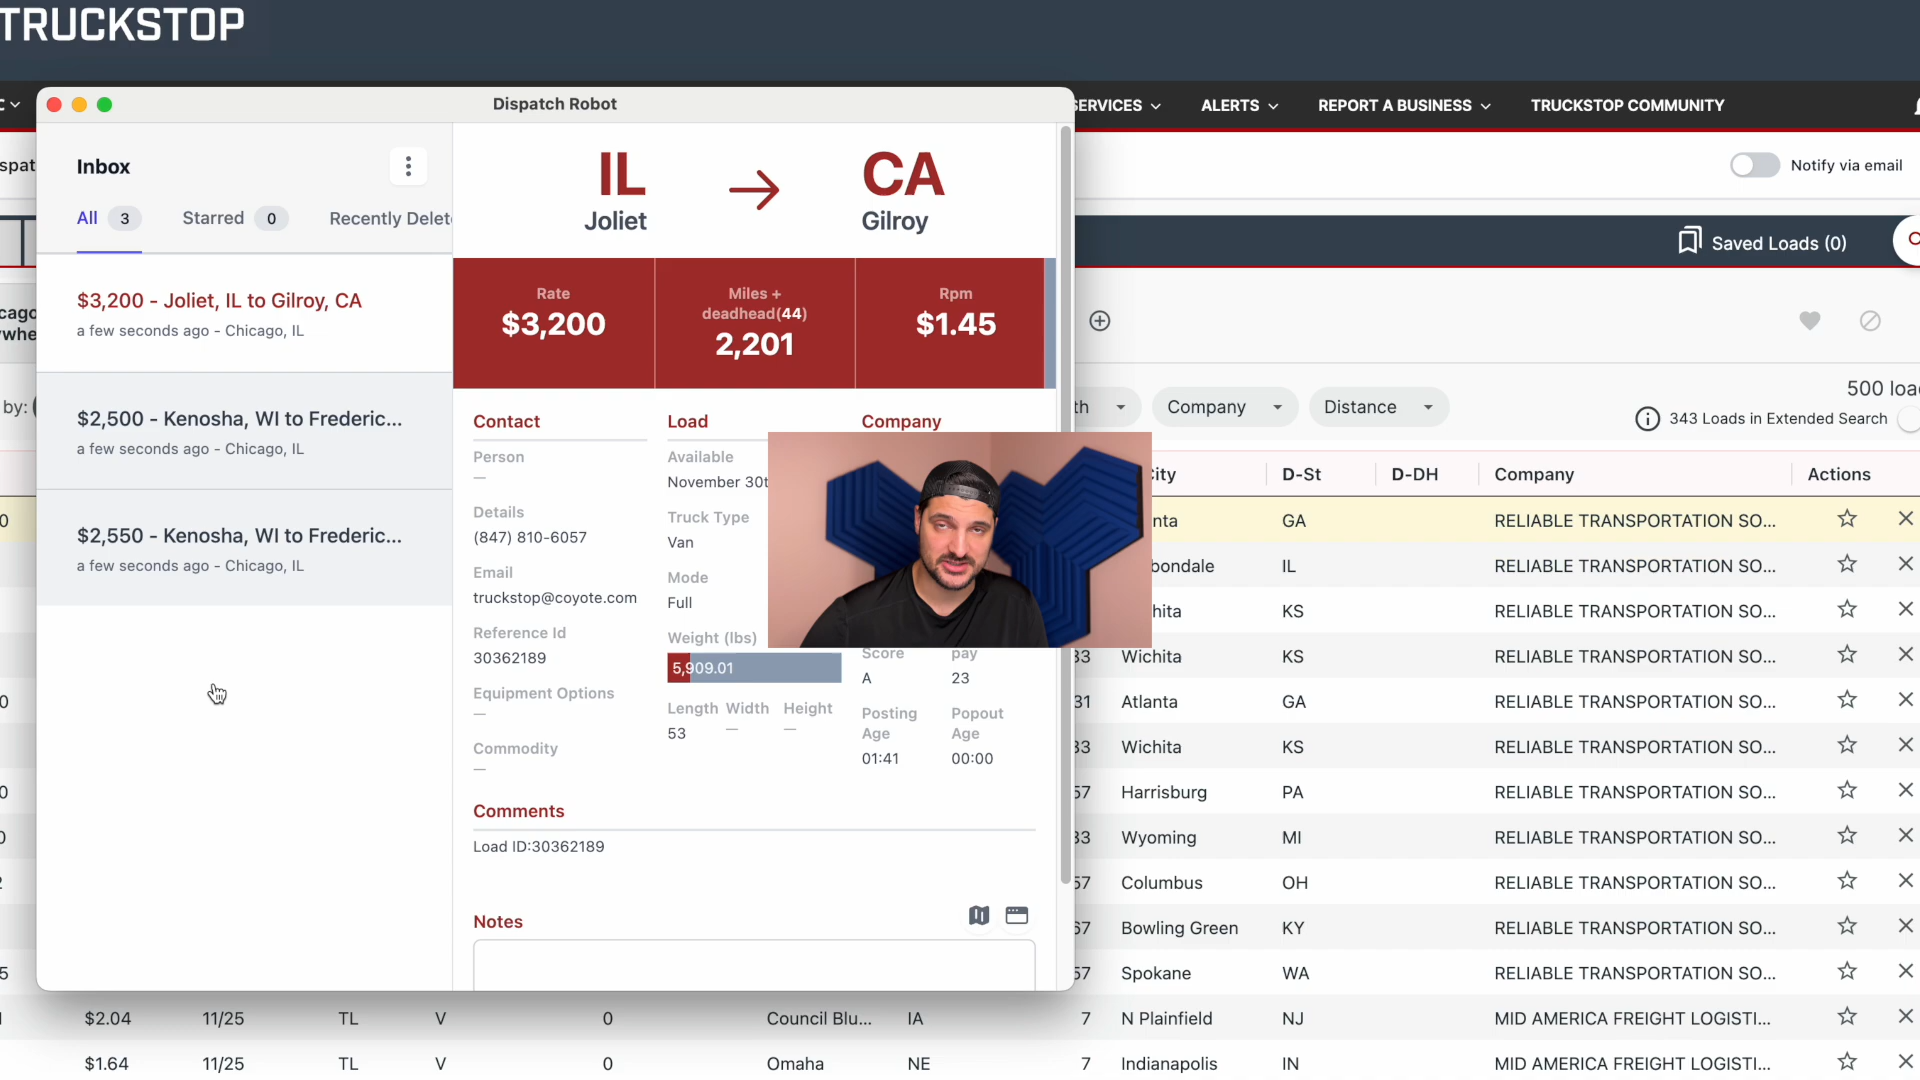 TRUCKSTOP
SERVICES
ALERTS
REPORT A BUSINESS
TRUCKSTOP COMMUNITY
Notify via email
Saved Loads (0)
Company
Distance
343 Loads in Extended Search
Dispatch Robot
Inbox
All 3
Starred 0
Recently Delet
$3,200 - Joliet, IL to Gilroy, CA
a few seconds ago - Chicago, IL
$2,500 - Kenosha, WI to Frederic...
a few seconds ago - Chicago, IL
$2,550 - Kenosha, WI to Frederic...
a few seconds ago - Chicago, IL
IL
Joliet
CA
Gilroy
Rate
$3,200
Miles +
deadhead(44)
2,201
Rpm
$1.45
Contact
Person
—
Details
(847) 810-6057
Email
truckstop@coyote.com
Reference Id
30362189
Equipment Options
—
Commodity
—
Load
Available
November 30t
Truck Type
Van
Mode
Full
Weight (lbs)
5,909.01
Length Width Height
53 — —
Company
Score
A
pay
23
Posting
Age
01:41
Popout
Age
00:00
Comments
Load ID:30362189
Notes
D-St D-DH Company Actions
GA RELIABLE TRANSPORTATION SO...
IL RELIABLE TRANSPORTATION SO...
KS RELIABLE TRANSPORTATION SO...
33 Wichita KS RELIABLE TRANSPORTATION SO...
31 Atlanta GA RELIABLE TRANSPORTATION SO...
33 Wichita KS RELIABLE TRANSPORTATION SO...
57 Harrisburg PA RELIABLE TRANSPORTATION SO...
33 Wyoming MI RELIABLE TRANSPORTATION SO...
57 Columbus OH RELIABLE TRANSPORTATION SO...
67 Bowling Green KY RELIABLE TRANSPORTATION SO...
57 Spokane WA RELIABLE TRANSPORTATION SO...
$2.04 11/25 TL V 0 Council Blu... IA 7 N Plainfield NJ MID AMERICA FREIGHT LOGISTI...
$1.64 11/25 TL V 0 Omaha NE 7 Indianapolis IN MID AMERICA FREIGHT LOGISTI...